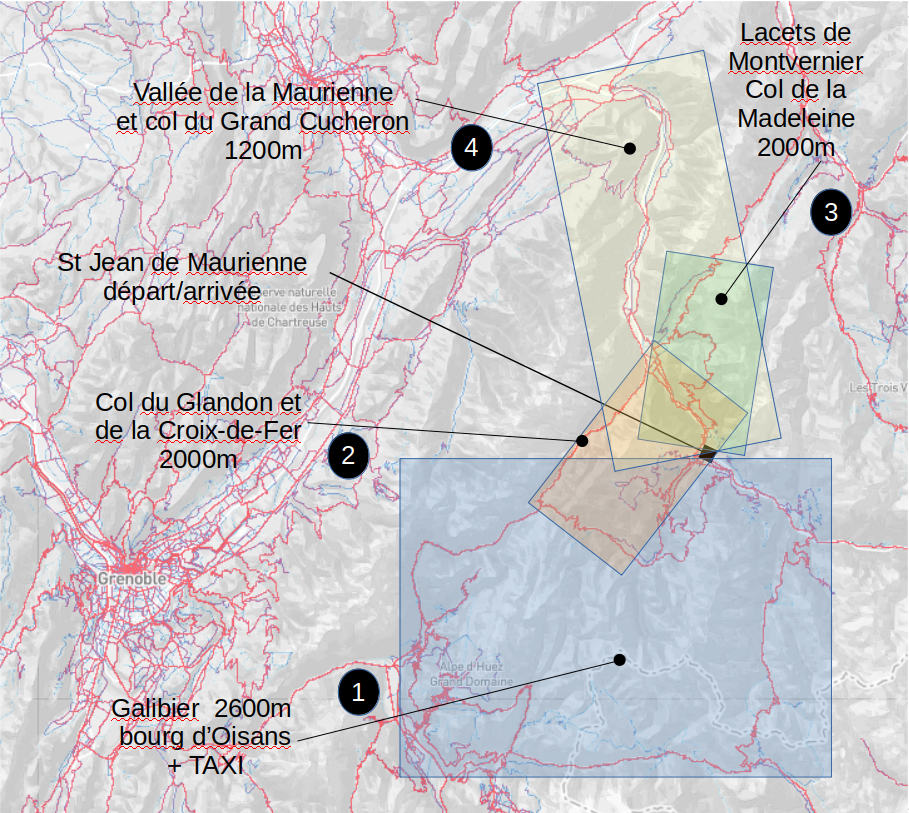 Lacets de
Montvernier
Col de la
Madeleine
2000m
Vallée de la Maurienne
et col du Grand Cucheron
1200m
4
3
St Jean de Maurienne
départ/arrivée
erve naturelle
nationale des Hauts
de Chartreuse
Les Trois V
Col du Glandon et
de la Croix-de-Fer
2000m
2
Grenoble
Alpe d'Huez
Grand Domaine
1
Galibier 2600m
bourg d'Oisans
+ TAXI